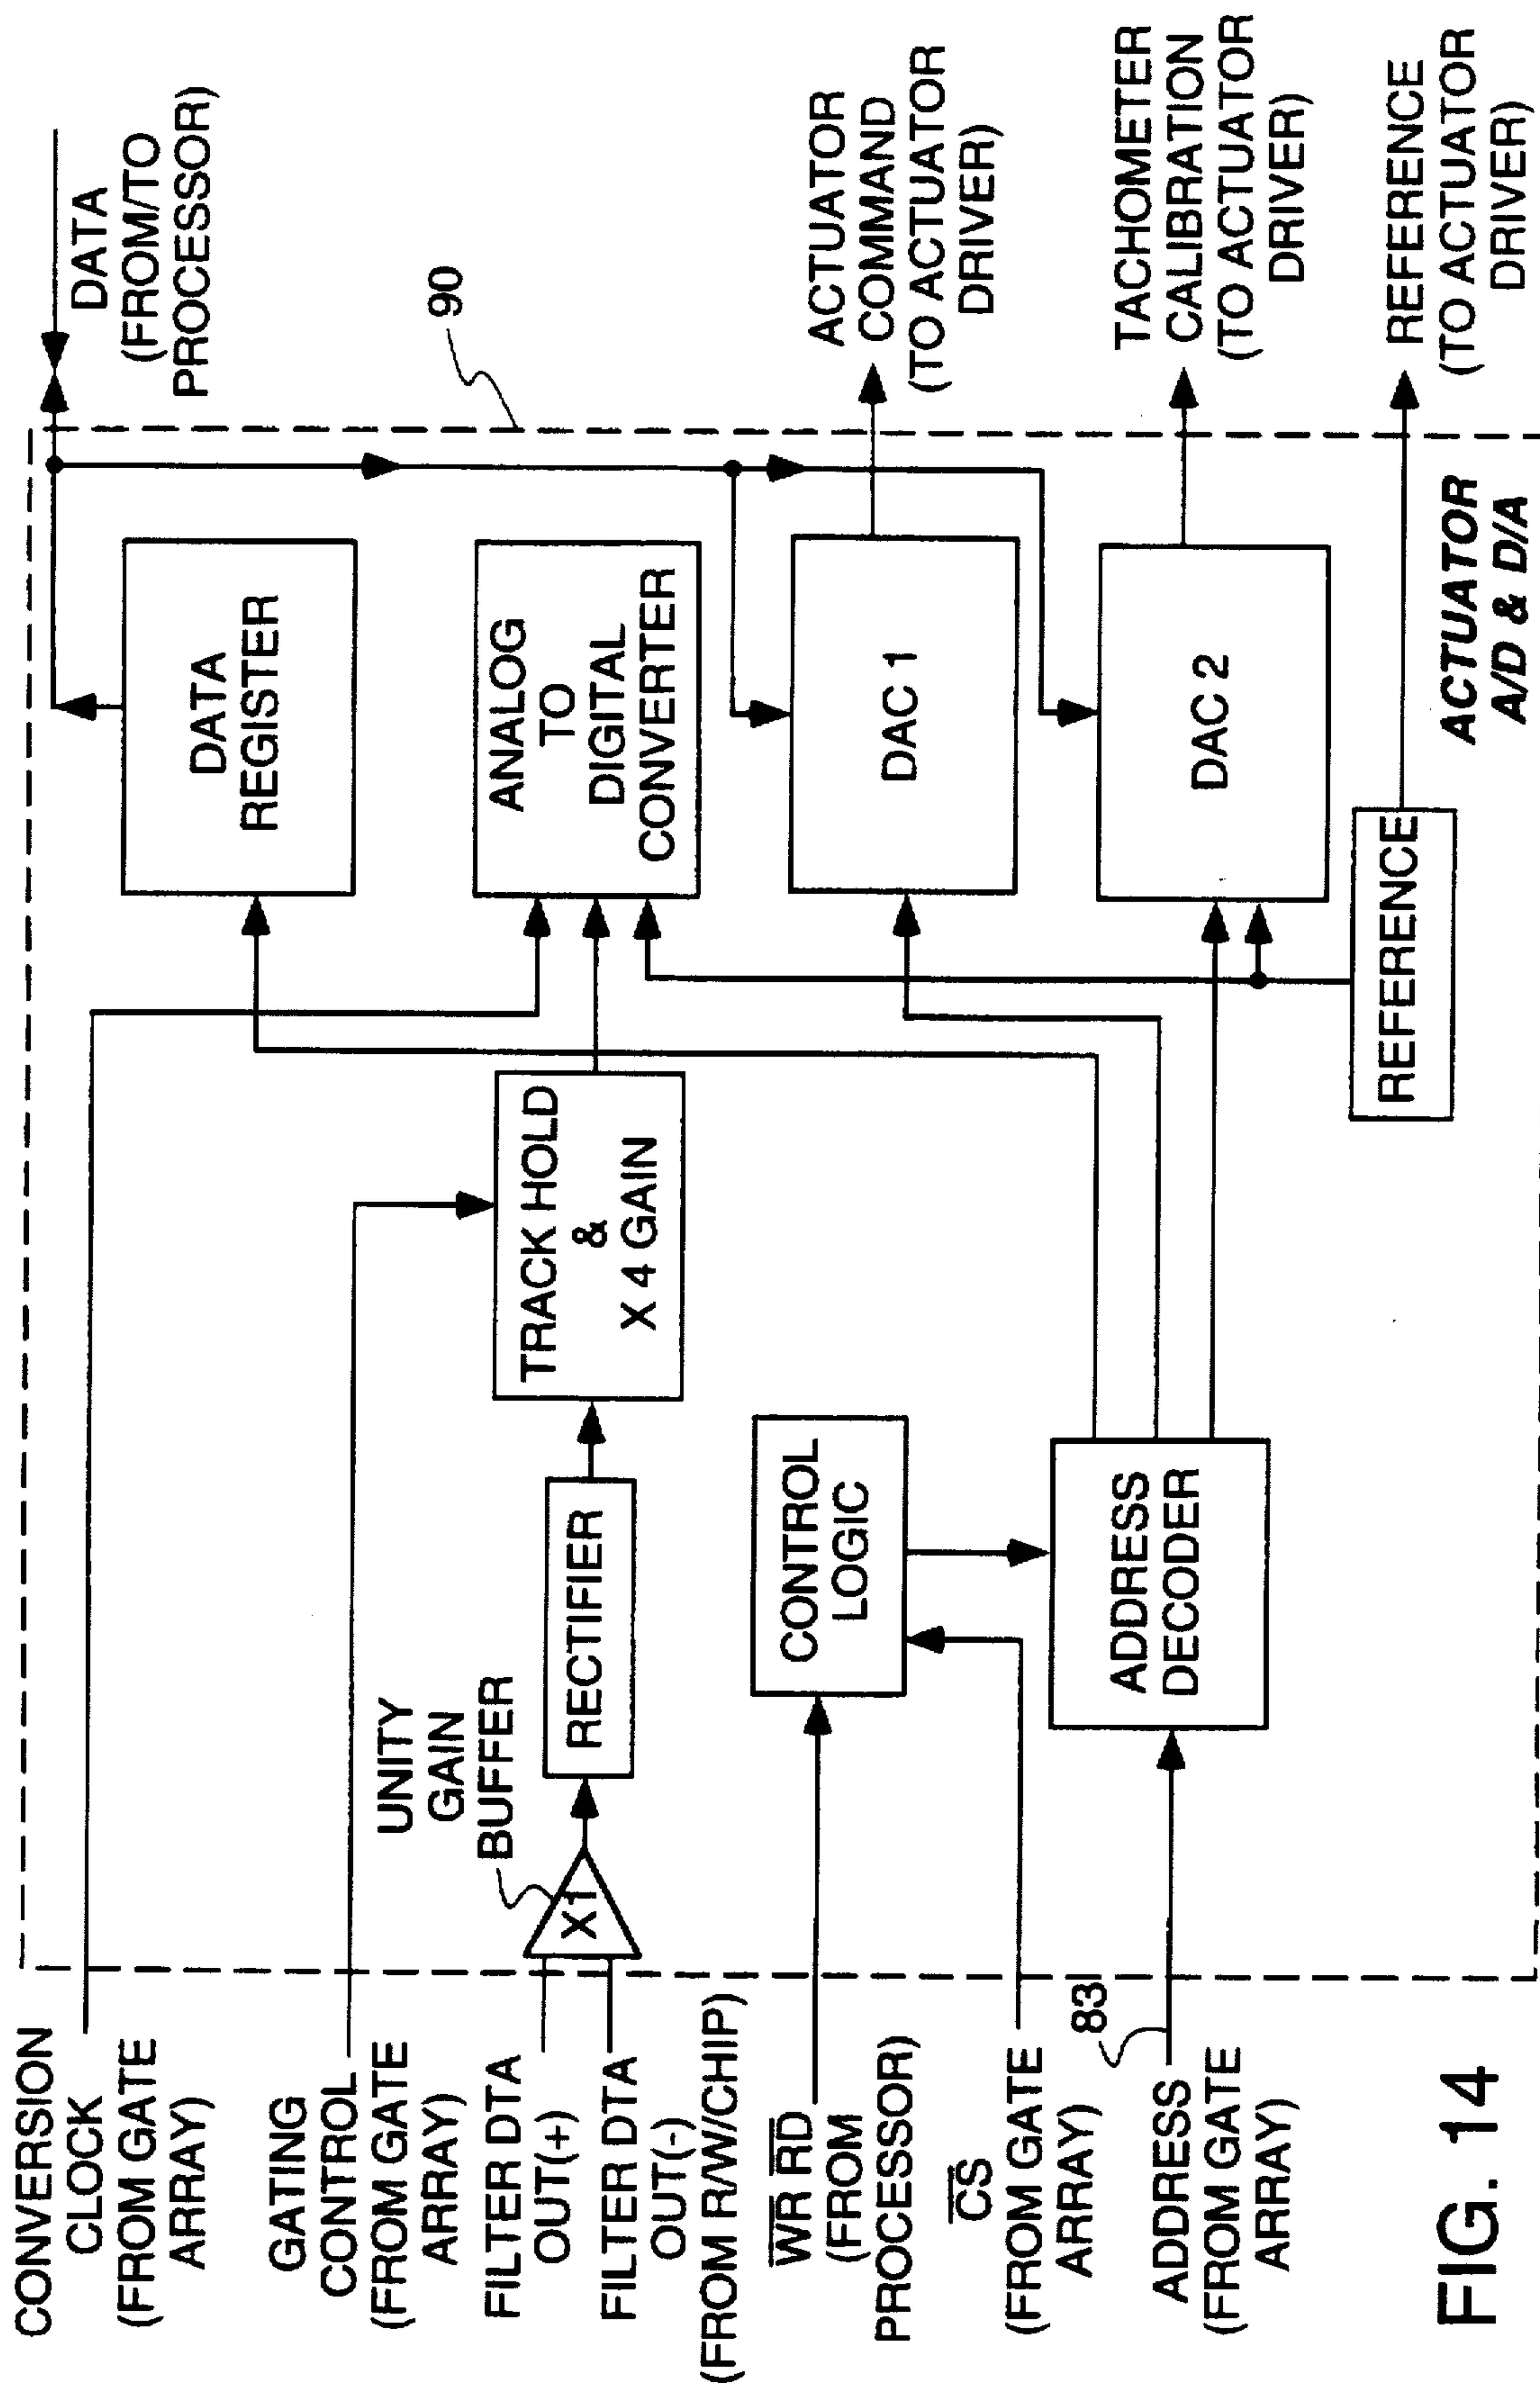 CONVERSION
CLOCK
(FROM GATE
ARRAY)
GATING
CONTROL
(FROM GATE
ARRAY)
FILTER DTA
OUT(+)
FILTER DTA
OUT(-)
(FROM R/W/CHIP)
W̅R̅ R̅D̅
(FROM
PROCESSOR)
C̅S̅
(FROM GATE
ARRAY)
83
ADDRESS
(FROM GATE
ARRAY)
UNITY
GAIN
BUFFER
X1
RECTIFIER
TRACK HOLD
&
X 4 GAIN
CONTROL
LOGIC
ADDRESS
DECODER
DATA
REGISTER
ANALOG
TO
DIGITAL
CONVERTER
DAC 1
DAC 2
REFERENCE
DATA
(FROM/TO
PROCESSOR)
90
ACTUATOR
COMMAND
(TO ACTUATOR
DRIVER)
TACHOMETER
CALIBRATION
(TO ACTUATOR
DRIVER)
REFERENCE
(TO ACTUATOR
DRIVER)
ACTUATOR
A/D & D/A
FIG. 14